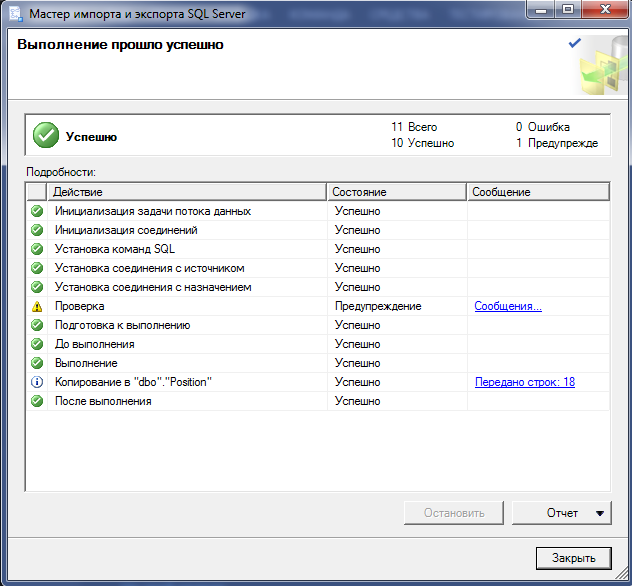 Мастер импорта и экспорта SQL Server
Выполнение прошло успешно
Успешно
11 Всего 0 Ошибка
10 Успешно 1 Предупрежде
Подробности:
Действие Состояние Сообщение
Инициализация задачи потока данных Успешно
Инициализация соединений Успешно
Установка команд SQL Успешно
Установка соединения с источником Успешно
Установка соединения с назначением Успешно
Проверка Предупреждение Сообщения...
Подготовка к выполнению Успешно
До выполнения Успешно
Выполнение Успешно
Копирование в "dbo"."Position" Успешно Передано строк: 18
После выполнения Успешно
Остановить Отчет
Закрыть